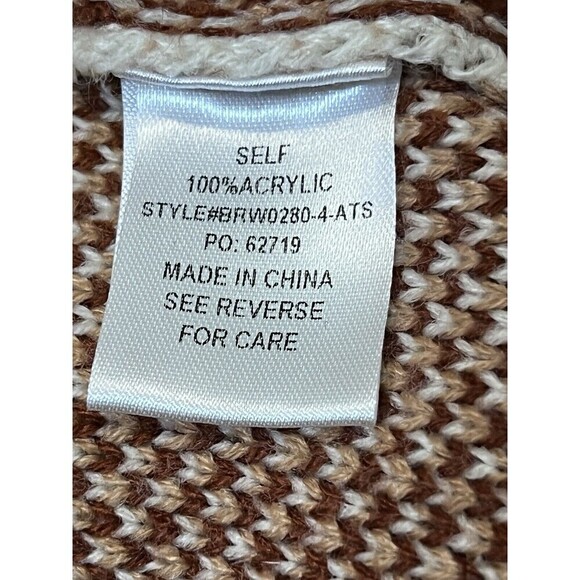 SELF
100%ACRYLIC
STYLE#BRW0280-4-ATS
PO: 62719
MADE IN CHINA
SEE REVERSE
FOR CARE